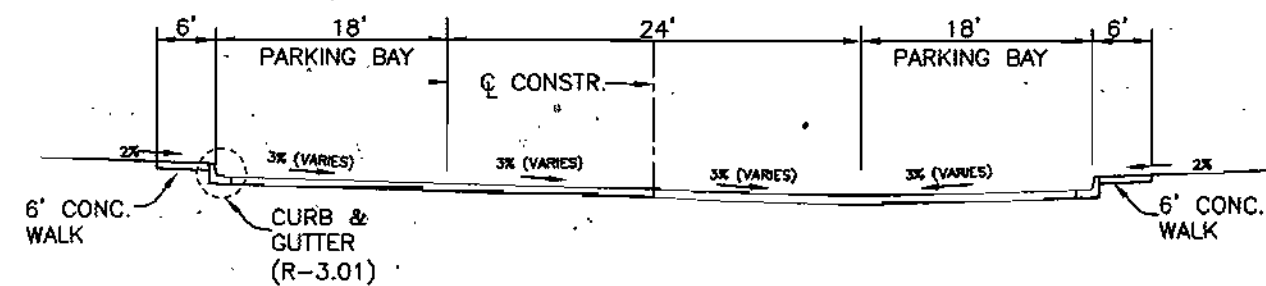 6' 18' 24' 18' 6'
PARKING BAY PARKING BAY
℄ CONSTR.
2% 3% (VARIES) 3% (VARIES) 3% (VARIES) 3% (VARIES) 2%
6' CONC.
WALK
CURB &
GUTTER
(R-3.01)
6' CONC.
WALK